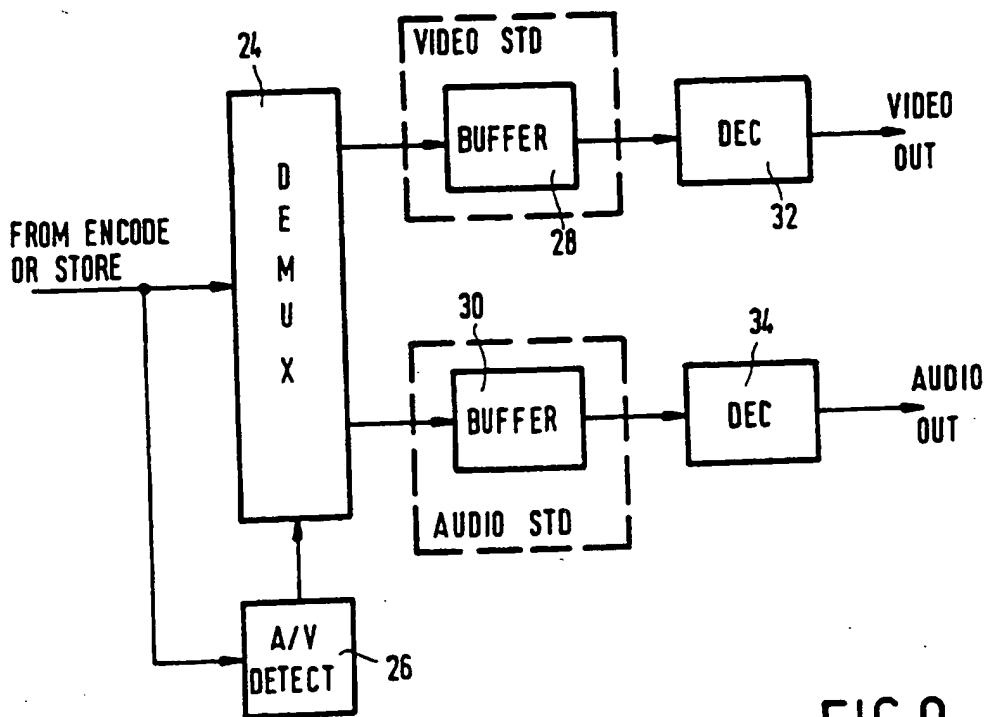 24
VIDEO STD
BUFFER
28
DEC
32
VIDEO
OUT
D
E
M
U
X
FROM ENCODE
OR STORE
30
BUFFER
AUDIO STD
34
DEC
AUDIO
OUT
A/V
DETECT
26